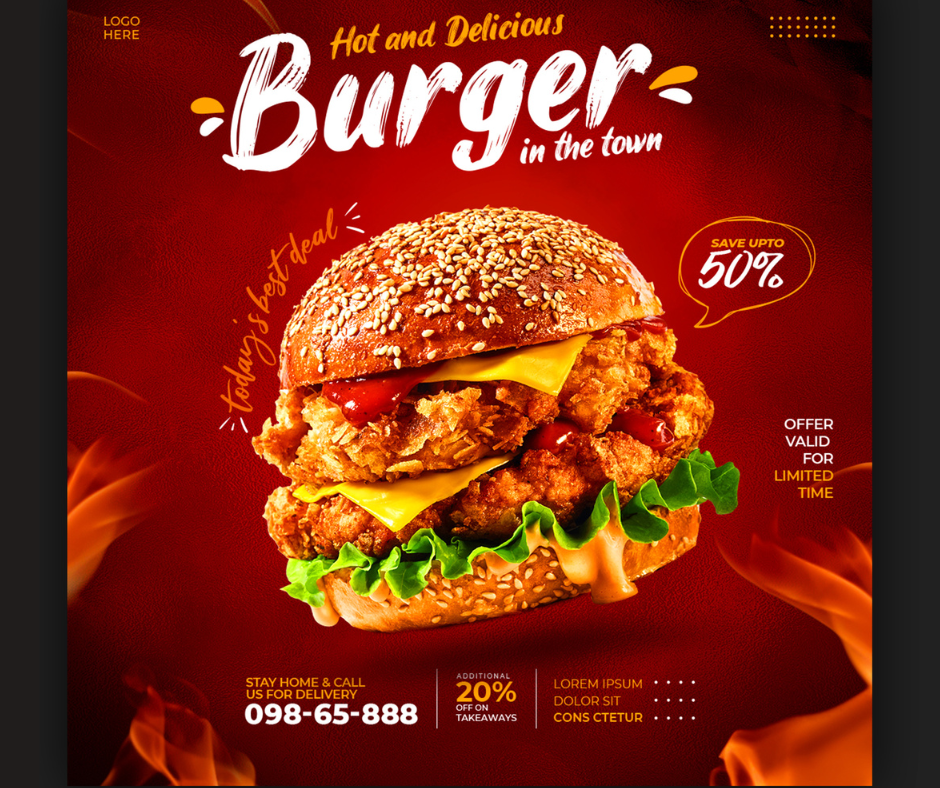 LOGO
HERE
Hot and Delicious
Burger
in the town
today's best deal
SAVE UPTO
50%
OFFER
VALID
FOR
LIMITED
TIME
STAY HOME & CALL
US FOR DELIVERY
098-65-888
ADDITIONAL
20%
OFF ON
TAKEAWAYS
LOREM IPSUM
DOLOR SIT
CONS CTETUR